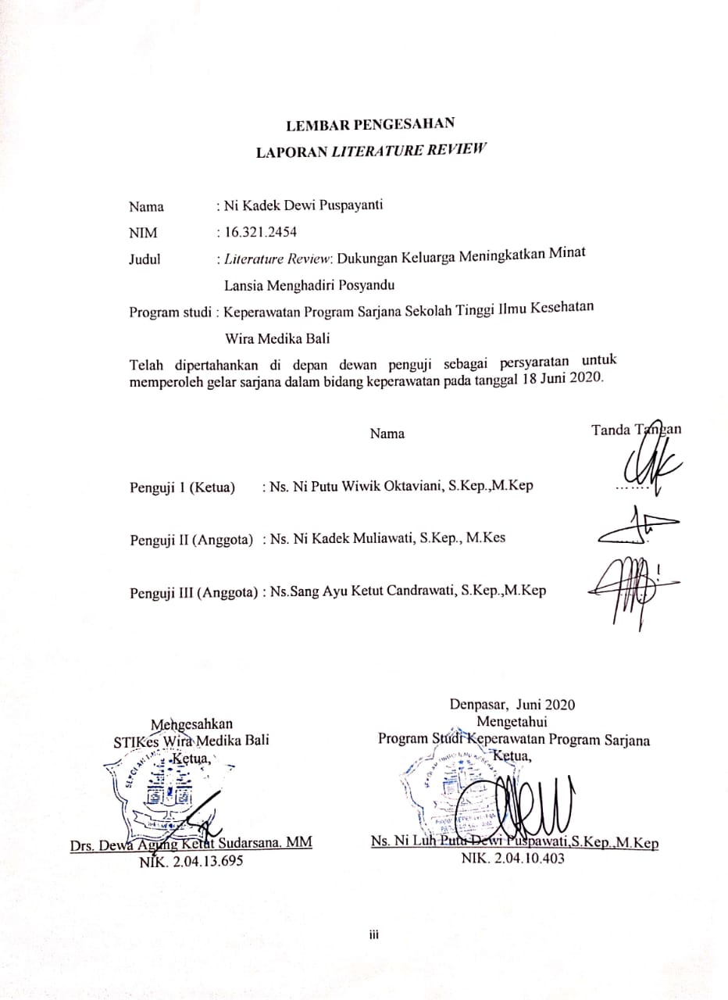 LEMBAR PENGESAHAN
LAPORAN LITERATURE REVIEW
Nama : Ni Kadek Dewi Puspayanti
NIM : 16.321.2454
Judul : Literature Review: Dukungan Keluarga Meningkatkan Minat
Lansia Menghadiri Posyandu
Program studi : Keperawatan Program Sarjana Sekolah Tinggi Ilmu Kesehatan
Wira Medika Bali
Telah dipertahankan di depan dewan penguji sebagai persyaratan untuk
memperoleh gelar sarjana dalam bidang keperawatan pada tanggal 18 Juni 2020.
Nama Tanda Tangan
Penguji 1 (Ketua) : Ns. Ni Putu Wiwik Oktaviani, S.Kep.,M.Kep ........
Penguji II (Anggota) : Ns. Ni Kadek Muliawati, S.Kep., M.Kes
Penguji III (Anggota) : Ns.Sang Ayu Ketut Candrawati, S.Kep.,M.Kep
Mengesahkan
STIKes Wira Medika Bali
Ketua,
Drs. Dewa Agung Ketut Sudarsana. MM
NIK. 2.04.13.695
Denpasar, Juni 2020
Mengetahui
Program Studi Keperawatan Program Sarjana
Ketua,
Ns. Ni Luh Putu Dewi Puspawati,S.Kep.,M.Kep
NIK. 2.04.10.403
iii